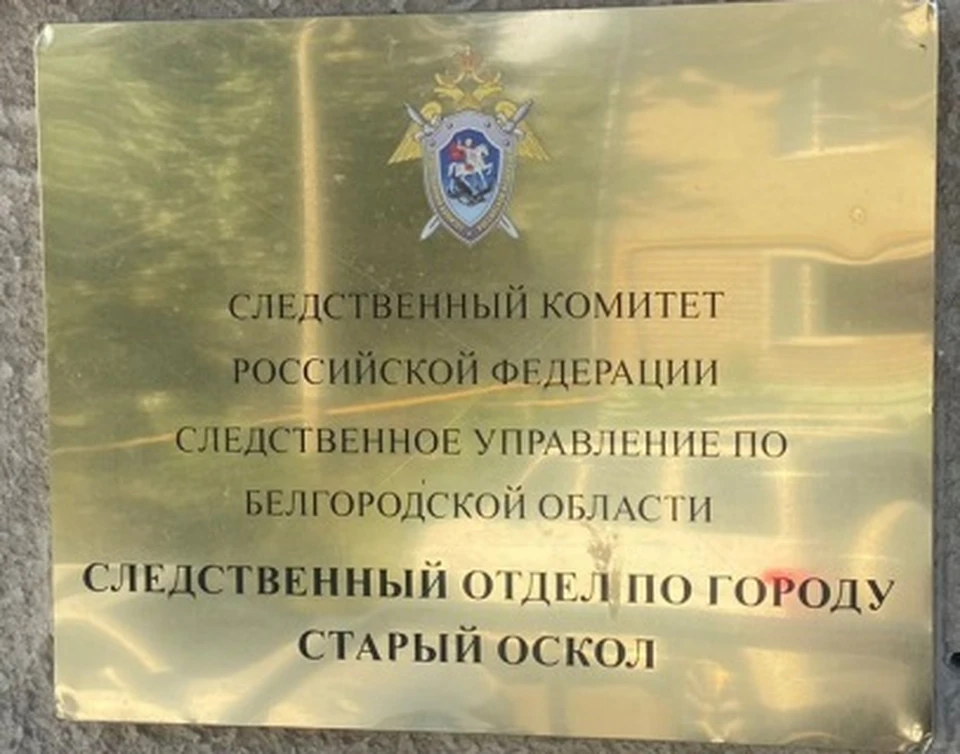 СЛЕДСТВЕННЫЙ КОМИТЕТ
РОССИЙСКОЙ ФЕДЕРАЦИИ
СЛЕДСТВЕННОЕ УПРАВЛЕНИЕ ПО
БЕЛГОРОДСКОЙ ОБЛАСТИ
СЛЕДСТВЕННЫЙ ОТДЕЛ ПО ГОРОДУ
СТАРЫЙ ОСКОЛ